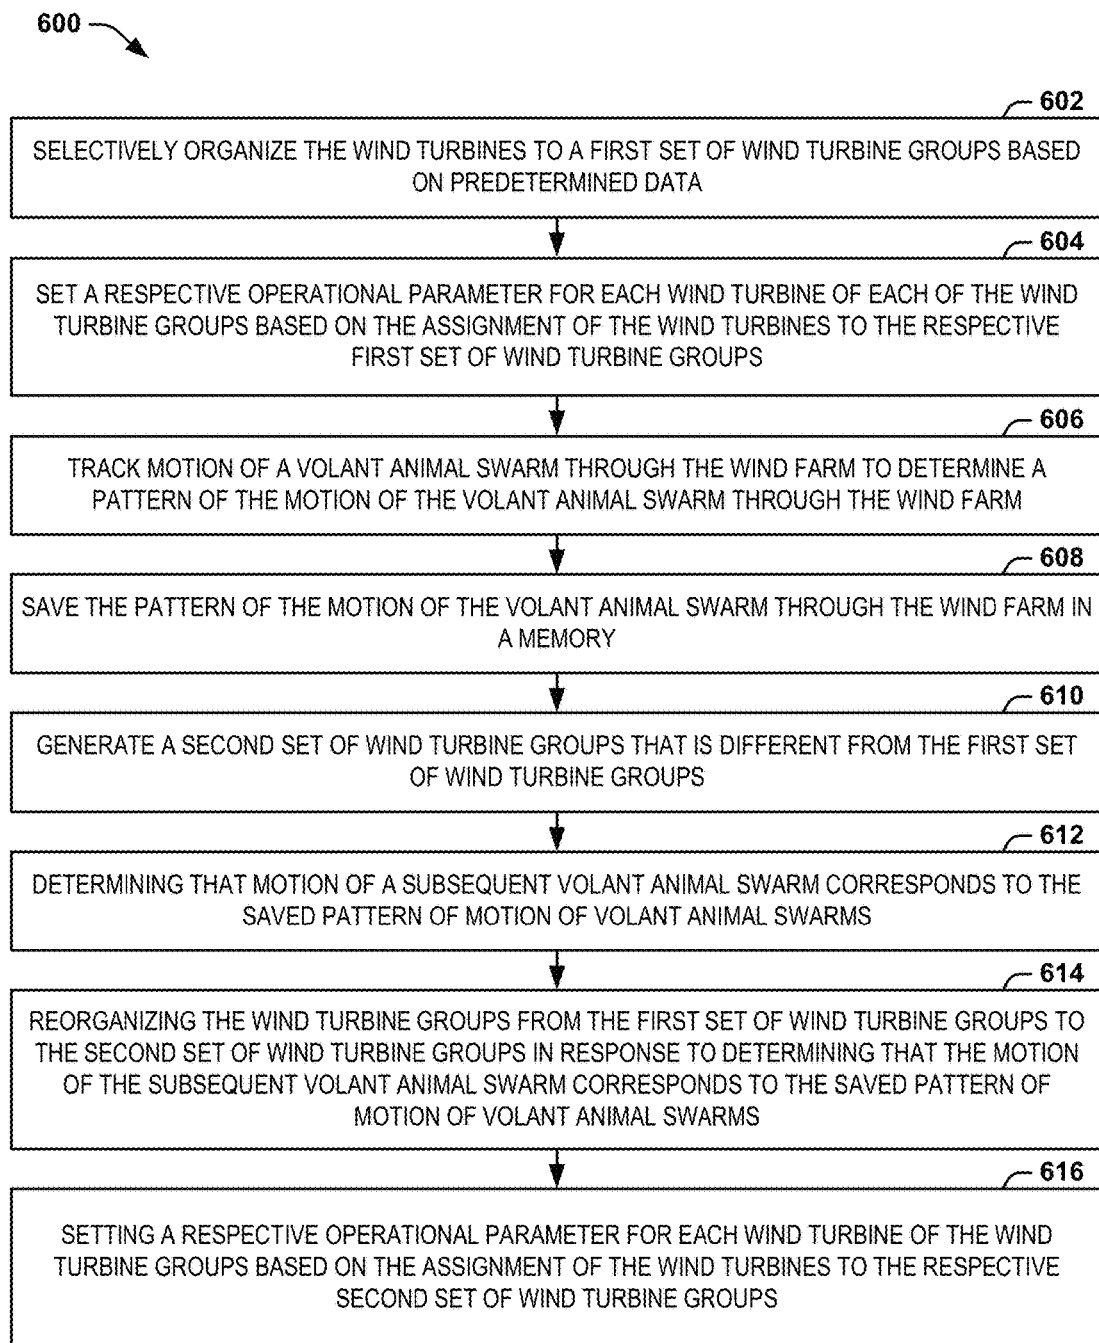 600
602
SELECTIVELY ORGANIZE THE WIND TURBINES TO A FIRST SET OF WIND TURBINE GROUPS BASED
ON PREDETERMINED DATA
604
SET A RESPECTIVE OPERATIONAL PARAMETER FOR EACH WIND TURBINE OF EACH OF THE WIND
TURBINE GROUPS BASED ON THE ASSIGNMENT OF THE WIND TURBINES TO THE RESPECTIVE
FIRST SET OF WIND TURBINE GROUPS
606
TRACK MOTION OF A VOLANT ANIMAL SWARM THROUGH THE WIND FARM TO DETERMINE A
PATTERN OF THE MOTION OF THE VOLANT ANIMAL SWARM THROUGH THE WIND FARM
608
SAVE THE PATTERN OF THE MOTION OF THE VOLANT ANIMAL SWARM THROUGH THE WIND FARM IN
A MEMORY
610
GENERATE A SECOND SET OF WIND TURBINE GROUPS THAT IS DIFFERENT FROM THE FIRST SET
OF WIND TURBINE GROUPS
612
DETERMINING THAT MOTION OF A SUBSEQUENT VOLANT ANIMAL SWARM CORRESPONDS TO THE
SAVED PATTERN OF MOTION OF VOLANT ANIMAL SWARMS
614
REORGANIZING THE WIND TURBINE GROUPS FROM THE FIRST SET OF WIND TURBINE GROUPS TO
THE SECOND SET OF WIND TURBINE GROUPS IN RESPONSE TO DETERMINING THAT THE MOTION
OF THE SUBSEQUENT VOLANT ANIMAL SWARM CORRESPONDS TO THE SAVED PATTERN OF
MOTION OF VOLANT ANIMAL SWARMS
616
SETTING A RESPECTIVE OPERATIONAL PARAMETER FOR EACH WIND TURBINE OF THE WIND
TURBINE GROUPS BASED ON THE ASSIGNMENT OF THE WIND TURBINES TO THE RESPECTIVE
SECOND SET OF WIND TURBINE GROUPS